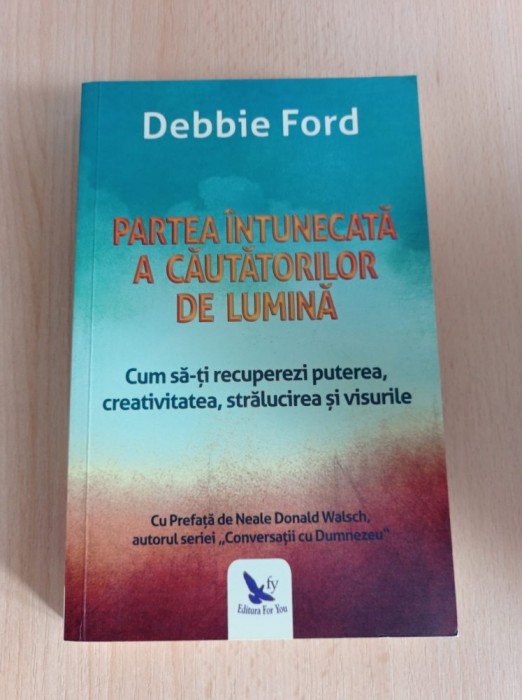 Debbie Ford
PARTEA ÎNTUNECATĂ
A CĂUTĂTORILOR
DE LUMINĂ
Cum să-ți recuperezi puterea,
creativitatea, strălucirea și visurile
Cu Prefață de Neale Donald Walsch,
autorul seriei „Conversații cu Dumnezeu"
fy
Editura For You